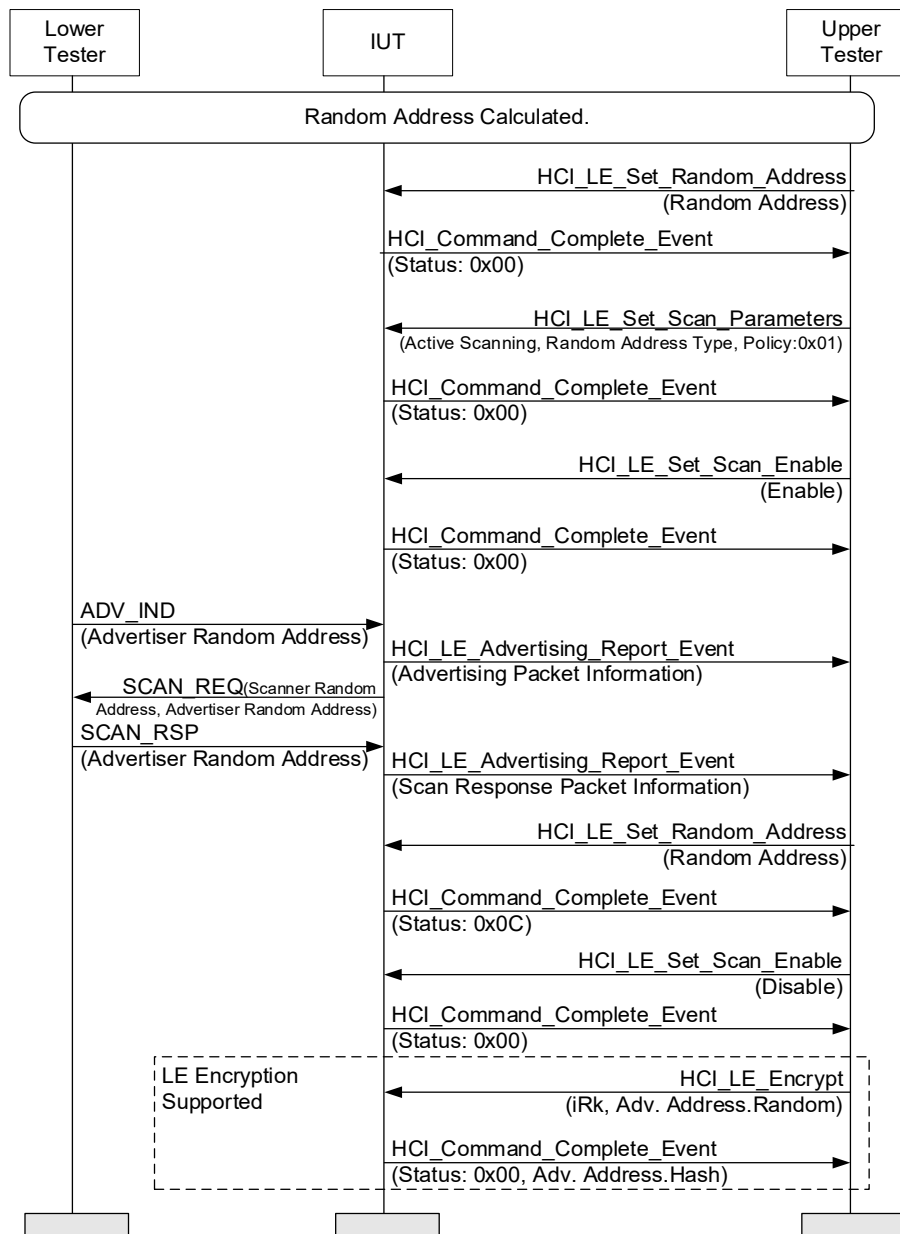 Lower
Tester
IUT
Upper
Tester
Random Address Calculated.
HCI_LE_Set_Random_Address
(Random Address)
HCI_Command_Complete_Event
(Status: 0x00)
HCI_LE_Set_Scan_Parameters
(Active Scanning, Random Address Type, Policy:0x01)
HCI_Command_Complete_Event
(Status: 0x00)
HCI_LE_Set_Scan_Enable
(Enable)
HCI_Command_Complete_Event
(Status: 0x00)
ADV_IND
(Advertiser Random Address)
HCI_LE_Advertising_Report_Event
(Advertising Packet Information)
SCAN_REQ(Scanner Random
Address, Advertiser Random Address)
SCAN_RSP
(Advertiser Random Address)
HCI_LE_Advertising_Report_Event
(Scan Response Packet Information)
HCI_LE_Set_Random_Address
(Random Address)
HCI_Command_Complete_Event
(Status: 0x0C)
HCI_LE_Set_Scan_Enable
(Disable)
HCI_Command_Complete_Event
(Status: 0x00)
LE Encryption
Supported
HCI_LE_Encrypt
(iRk, Adv. Address.Random)
HCI_Command_Complete_Event
(Status: 0x00, Adv. Address.Hash)